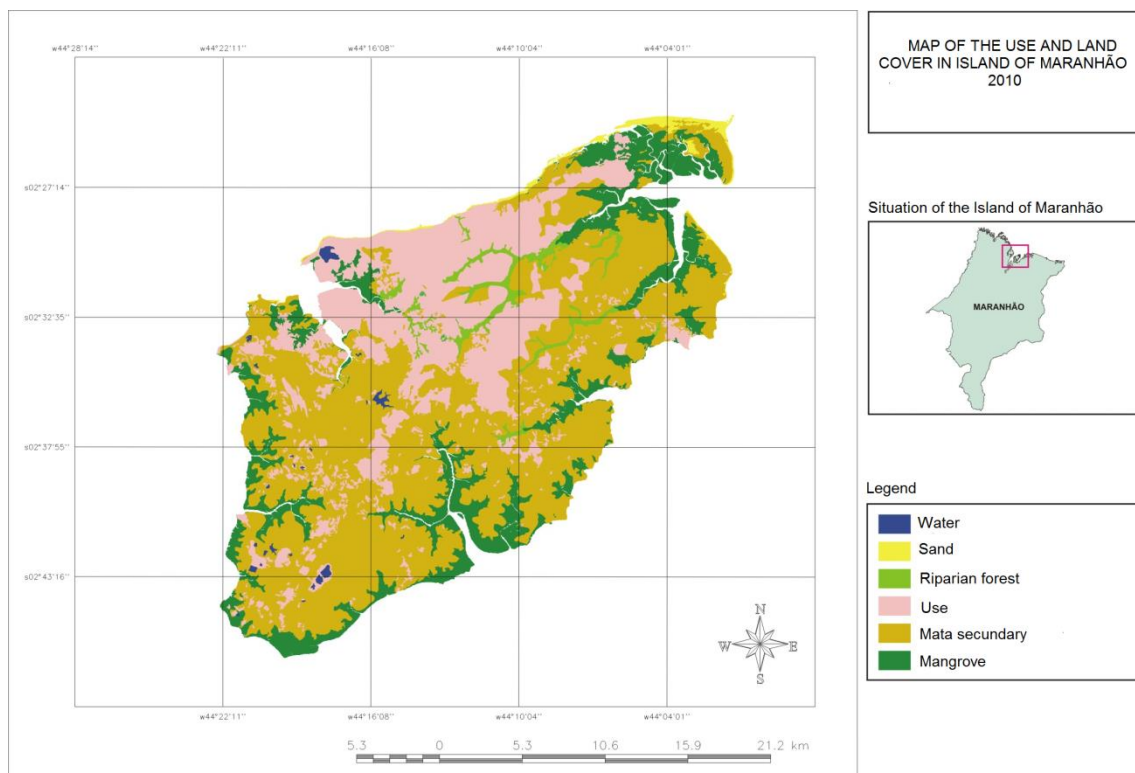 w44°28'14''
w44°22'11''
w44°16'08''
w44°10'04''
w44°04'01''
s02°27'14''
s02°32'35''
s02°37'55''
s02°43'16''
N
W E
S
w44°22'11''
w44°16'08''
w44°10'04''
w44°04'01''
5.3 0 5.3 10.6 15.9 21.2 km
MAP OF THE USE AND LAND
COVER IN ISLAND OF MARANHÃO
2010
Situation of the Island of Maranhão
MARANHÃO
Legend
Water
Sand
Riparian forest
Use
Mata secundary
Mangrove